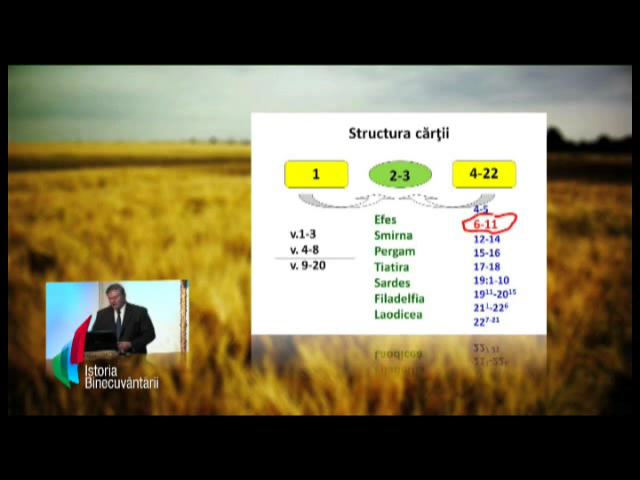 Structura cărţii
1
2-3
4-22
v.1-3
v. 4-8
v. 9-20
Efes
Smirna
Pergam
Tiatira
Sardes
Filadelfia
Laodicea
4-5
6-11
12-14
15-16
17-18
19:1-10
19¹¹-20¹⁵
21¹-22⁶
22⁷⁻²¹
Istoria
Binecuvântării